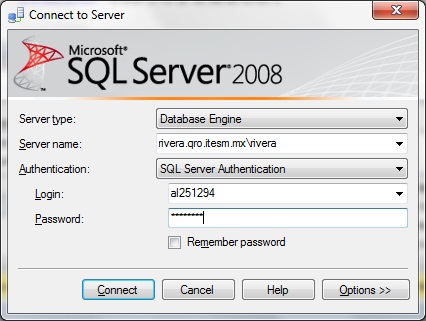 Connect to Server
Microsoft®
SQL Server® 2008
Server type: Database Engine
Server name: rivera.qro.itesm.mx\rivera
Authentication: SQL Server Authentication
Login: al251294
Password: ********
Remember password
Connect Cancel Help Options >>